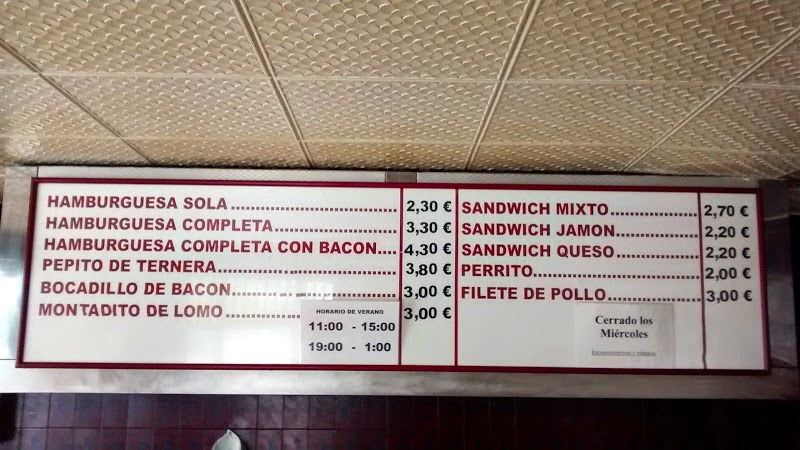 HAMBURGUESA SOLA.......................... 2,30 €
HAMBURGUESA COMPLETA.................. 3,30 €
HAMBURGUESA COMPLETA CON BACON.... 4,30 €
PEPITO DE TERNERA........................... 3,80 €
BOCADILLO DE BACON........................ 3,00 €
MONTADITO DE LOMO......................... 3,00 €
HORARIO DE VERANO
11:00 - 15:00
19:00 - 1:00
SANDWICH MIXTO.............. 2,70 €
SANDWICH JAMON............. 2,20 €
SANDWICH QUESO............. 2,20 €
PERRITO........................... 2,00 €
FILETE DE POLLO.............. 3,00 €
Cerrado los
Miércoles